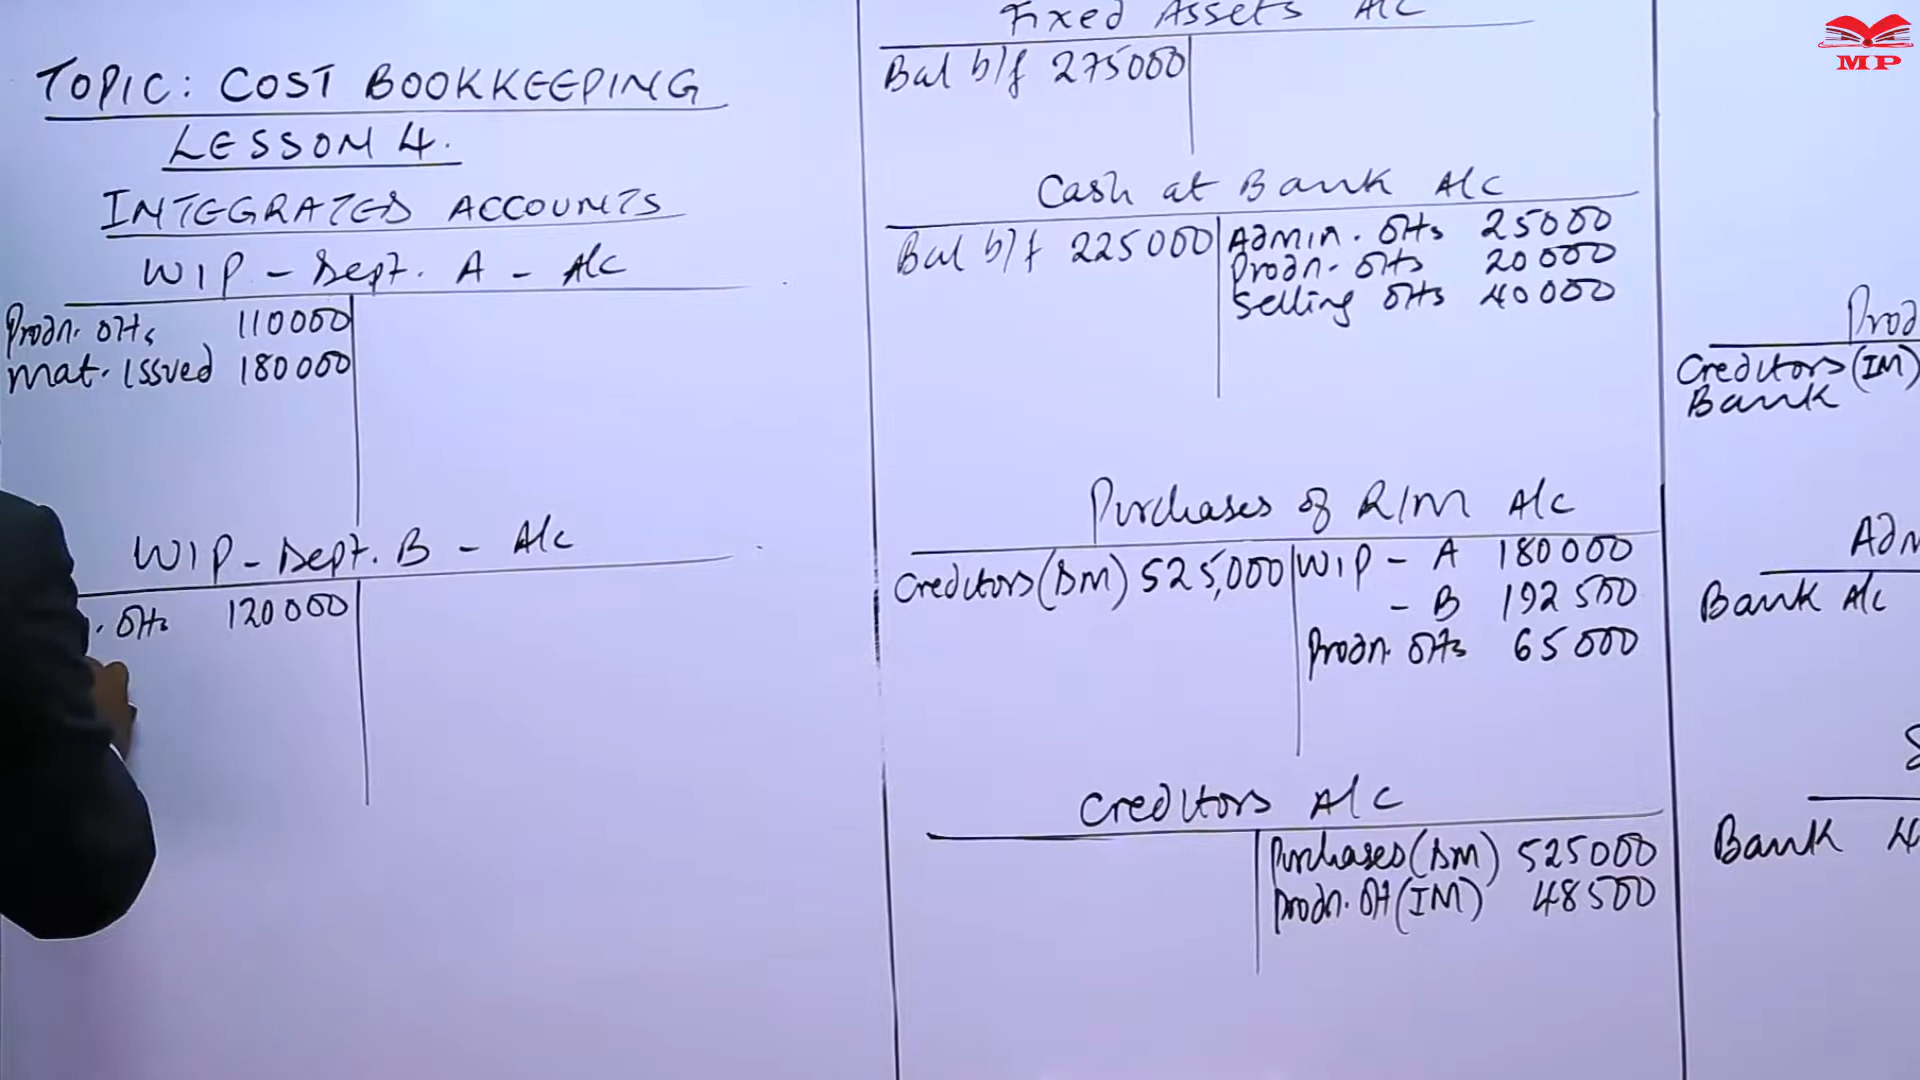 TOPIC: COST BOOKKEEPING
LESSON 4.
INTEGRATED ACCOUNTS
WIP - Dept. A - A/c
Prodn. OHs 110000
Mat. Issued 180000
WIP - Dept. B - A/c
. OHs 120000
Fixed Assets A/c
Bal b/f 275000
Cash at Bank A/c
Bal b/f 225000 Admin. OHs 25000
Prodn. OHs 20000
Selling OHs 40000
Purchases of R/M A/c
Creditors (DM) 525,000 WIP - A 180000
- B 192500
Prodn. OHs 65000
Creditors A/c
Purchases (DM) 525000
Prodn. OH (IM) 48500
Prod
Creditors (IM)
Bank
Adm
Bank A/c
S
Bank 4
MP